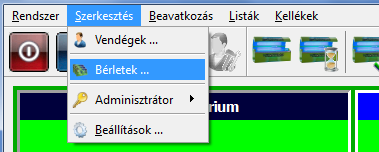 Rendszer Szerkesztés Beavatkozás Listák Kellékek
Vendégek ...
Bérletek ...
Adminisztrátor
rium
Beállítások ...